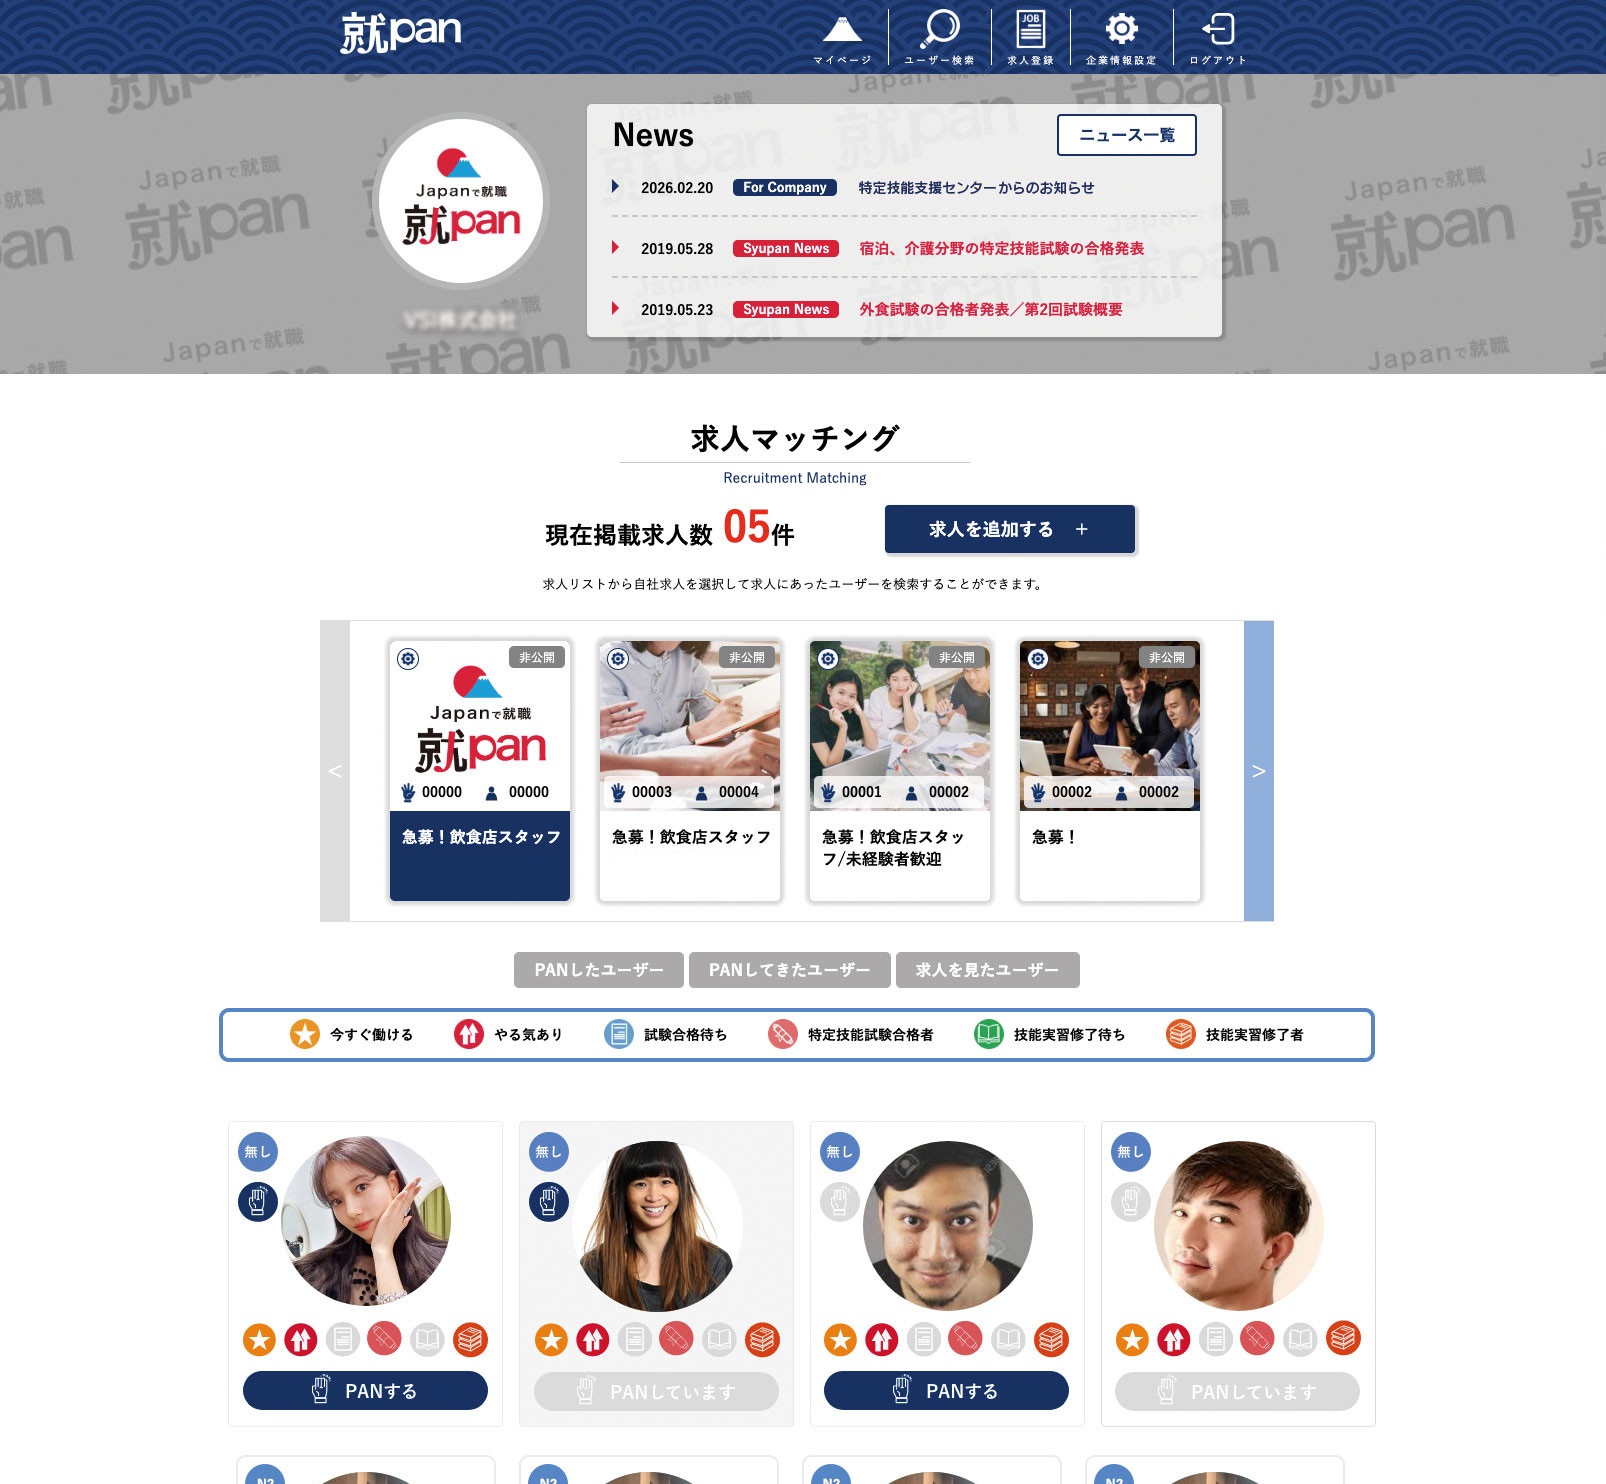 就pan
マイページ
ユーザー検索
JOB
求人登録
企業情報設定
ログアウト
Japanで就職
就pan
VSI株式会社
News
ニュース一覧
2026.02.20 For Company 特定技能支援センターからのお知らせ
2019.05.28 Syupan News 宿泊、介護分野の特定技能試験の合格発表
2019.05.23 Syupan News 外食試験の合格者発表／第2回試験概要
求人マッチング
Recruitment Matching
現在掲載求人数 05件
求人を追加する +
求人リストから自社求人を選択して求人にあったユーザーを検索することができます。
<
非公開
Japanで就職
就pan
00000 00000
急募！飲食店スタッフ
非公開
00003 00004
急募！飲食店スタッフ
非公開
00001 00002
急募！飲食店スタッ
フ/未経験者歓迎
非公開
00002 00002
急募！
>
PANしたユーザー
PANしてきたユーザー
求人を見たユーザー
今すぐ働ける
やる気あり
試験合格待ち
特定技能試験合格者
技能実習修了待ち
技能実習修了者
無し
PANする
無し
PANしています
無し
PANする
無し
PANしています
N2
N2
N2
N2